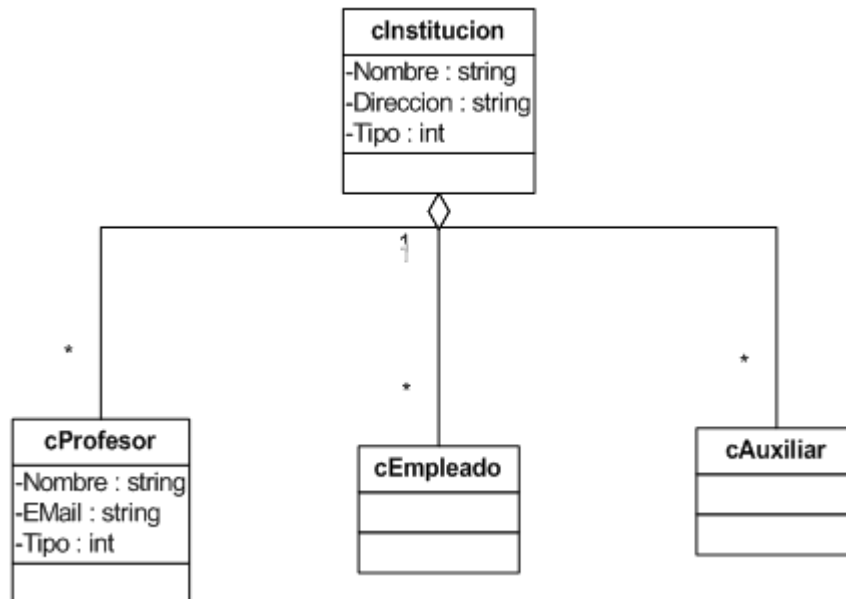 cInstitucion
-Nombre : string
-Direccion : string
-Tipo : int
1
*
*
*
cProfesor
-Nombre : string
-EMail : string
-Tipo : int
cEmpleado
cAuxiliar